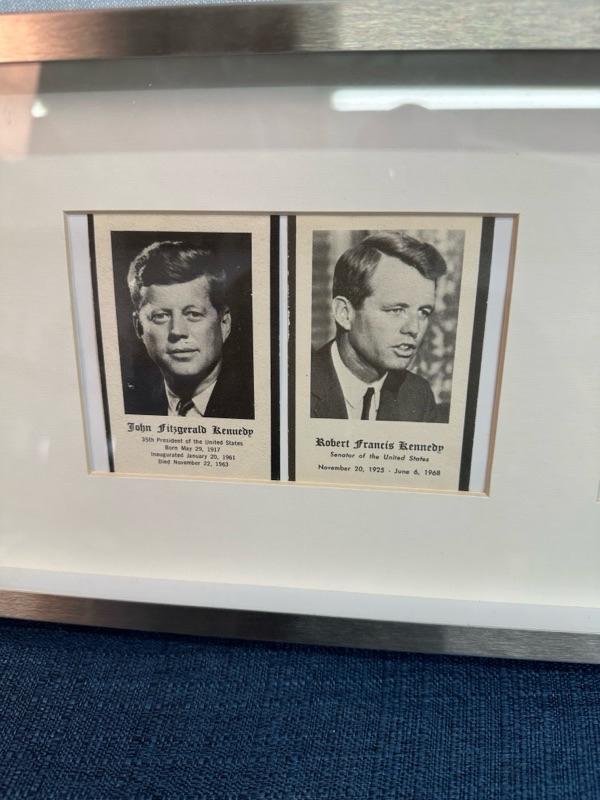 John Fitzgerald Kennedy
35th President of the United States
Born May 29, 1917
Inaugurated January 20, 1961
Died November 22, 1963
Robert Francis Kennedy
Senator of the United States
November 20, 1925 - June 6, 1968